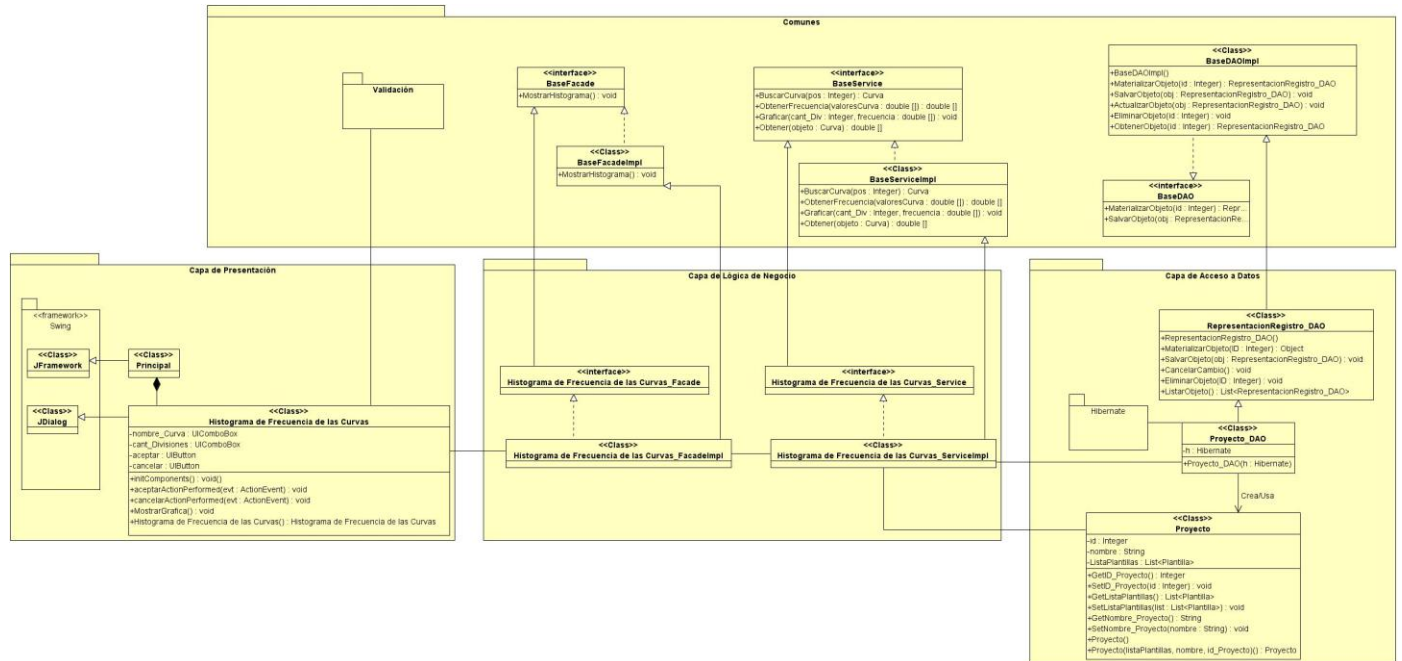 Comunes
Validación
<<interface>>
BaseFacade
+MostrarHistograma() : void
<<Class>>
BaseFacadeImpl
+MostrarHistograma() : void
<<interface>>
BaseService
+BuscarCurva(pos : Integer) : Curva
+ObtenerFrecuencia(valoresCurva : double []) : double []
+Graficar(cant_Div : Integer, frecuencia : double []) : void
+Obtener(objeto : Curva) : double []
<<Class>>
BaseServiceImpl
+BuscarCurva(pos : Integer) : Curva
+ObtenerFrecuencia(valoresCurva : double []) : double []
+Graficar(cant_Div : Integer, frecuencia : double []) : void
+Obtener(objeto : Curva) : double []
<<Class>>
BaseDAOImpl
+BaseDAOImpl()
+MaterializarObjeto(id : Integer) : RepresentacionRegistro_DAO
+SalvarObjeto(obj : RepresentacionRegistro_DAO) : void
+ActualizarObjeto(obj : RepresentacionRegistro_DAO) : void
+EliminarObjeto(id : Integer) : void
+ObtenerObjeto(id : Integer) : RepresentacionRegistro_DAO
<<interface>>
BaseDAO
+MaterializarObjeto(id : Integer) : Repr...
+SalvarObjeto(obj : RepresentacionRe...
Capa de Presentación
<<framework>>
Swing
<<Class>>
JFramework
<<Class>>
Principal
<<Class>>
JDialog
<<Class>>
Histograma de Frecuencia de las Curvas
-nombre_Curva : UIComboBox
-cant_Divisiones : UIComboBox
-aceptar : UIButton
-cancelar : UIButton
+initComponents() : void()
+aceptarActionPerformed(evt : ActionEvent) : void
+cancelarActionPerformed(evt : ActionEvent) : void
+MostrarGrafica() : void
+Histograma de Frecuencia de las Curvas() : Histograma de Frecuencia de las Curvas
Capa de Lógica de Negocio
<<interface>>
Histograma de Frecuencia de las Curvas_Facade
<<Class>>
Histograma de Frecuencia de las Curvas_FacadeImpl
<<interface>>
Histograma de Frecuencia de las Curvas_Service
<<Class>>
Histograma de Frecuencia de las Curvas_ServiceImpl
Capa de Acceso a Datos
<<Class>>
RepresentacionRegistro_DAO
+RepresentacionRegistro_DAO()
+MaterializarObjeto(ID : Integer) : Object
+SalvarObjeto(obj : RepresentacionRegistro_DAO) : void
+CancelarCambio() : void
+EliminarObjeto(ID : Integer) : void
+ListarObjeto() : List<RepresentacionRegistro_DAO>
Hibernate
<<Class>>
Proyecto_DAO
-h : Hibernate
+Proyecto_DAO(h : Hibernate)
Crea/Usa
<<Class>>
Proyecto
-id : Integer
-nombre : String
-ListaPlantillas : List<Plantilla>
+GetID_Proyecto() : Integer
+SetID_Proyecto(id : Integer) : void
+GetListaPlantillas() : List<Plantilla>
+SetListaPlantillas(list : List<Plantilla>) : void
+GetNombre_Proyecto() : String
+SetNombre_Proyecto(nombre : String) : void
+Proyecto()
+Proyecto(listaPlantillas, nombre, id_Proyecto)() : Proyecto